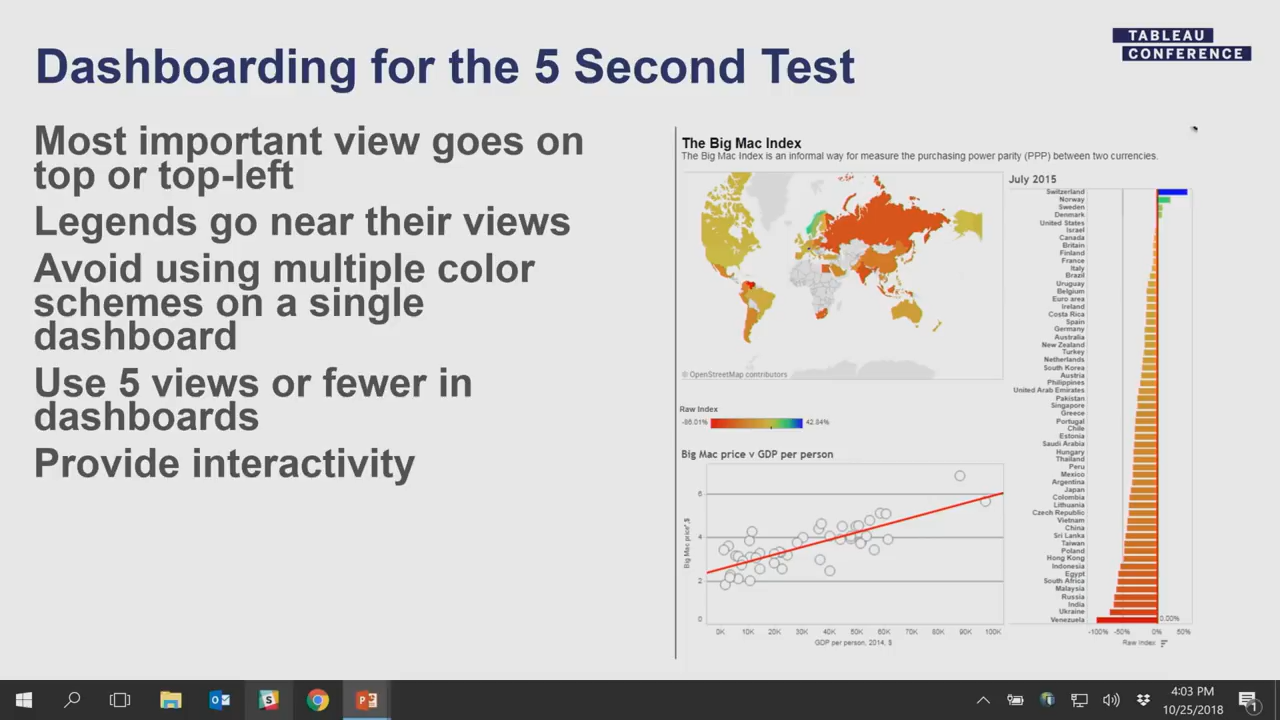 TABLEAU
CONFERENCE
Dashboarding for the 5 Second Test
Most important view goes on
top or top-left
Legends go near their views
Avoid using multiple color
schemes on a single
dashboard
Use 5 views or fewer in
dashboards
Provide interactivity
The Big Mac Index
The Big Mac Index is an informal way for measure the purchasing power parity (PPP) between two currencies.
© OpenStreetMap contributors
Raw Index
-86.01%
42.84%
Big Mac price v GDP per person
Big Mac price*,$
6
4
2
0
0K 10K 20K 30K 40K 50K 60K 70K 80K 90K 100K
GDP per person, 2014, $
July 2015
Switzerland
Norway
Sweden
Denmark
United States
Israel
Canada
Britain
Finland
France
Italy
Brazil
Uruguay
Belgium
Euro area
Ireland
Costa Rica
Spain
Germany
Australia
New Zealand
Turkey
Netherlands
South Korea
Austria
Philippines
United Arab Emirates
Pakistan
Singapore
Greece
Portugal
Chile
Estonia
Saudi Arabia
Hungary
Thailand
Peru
Mexico
Argentina
Japan
Colombia
Lithuania
Czech Republic
Vietnam
China
Sri Lanka
Taiwan
Poland
Hong Kong
Indonesia
Egypt
South Africa
Malaysia
Russia
India
Ukraine
Venezuela
0.00%
-100% -50% 0% 50%
Raw Index
4:03 PM
10/25/2018
1